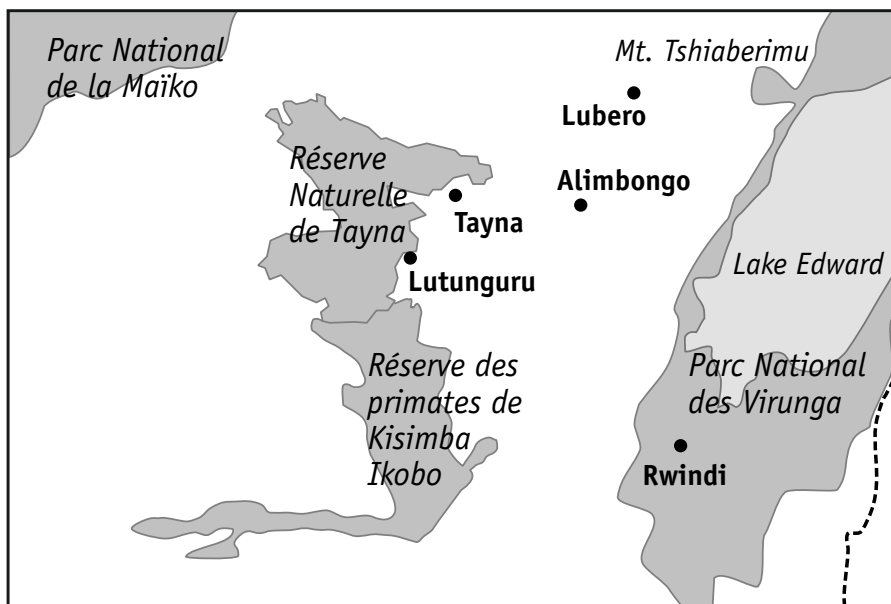 Parc National
de la Maïko
Mt. Tshiaberimu
Lubero
Réserve
Naturelle
de Tayna
Alimbongo
Tayna
Lutunguru
Lake Edward
Réserve des
primates de
Kisimba
Ikobo
Parc National
des Virunga
Rwindi